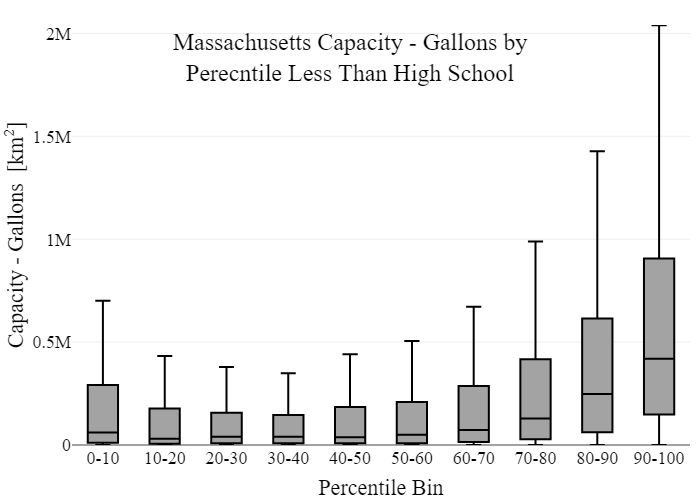 Massachusetts Capacity - Gallons by
Perecntile Less Than High School
Capacity - Gallons [km²]
2M
1.5M
1M
0.5M
0
0-10 10-20 20-30 30-40 40-50 50-60 60-70 70-80 80-90 90-100
Percentile Bin